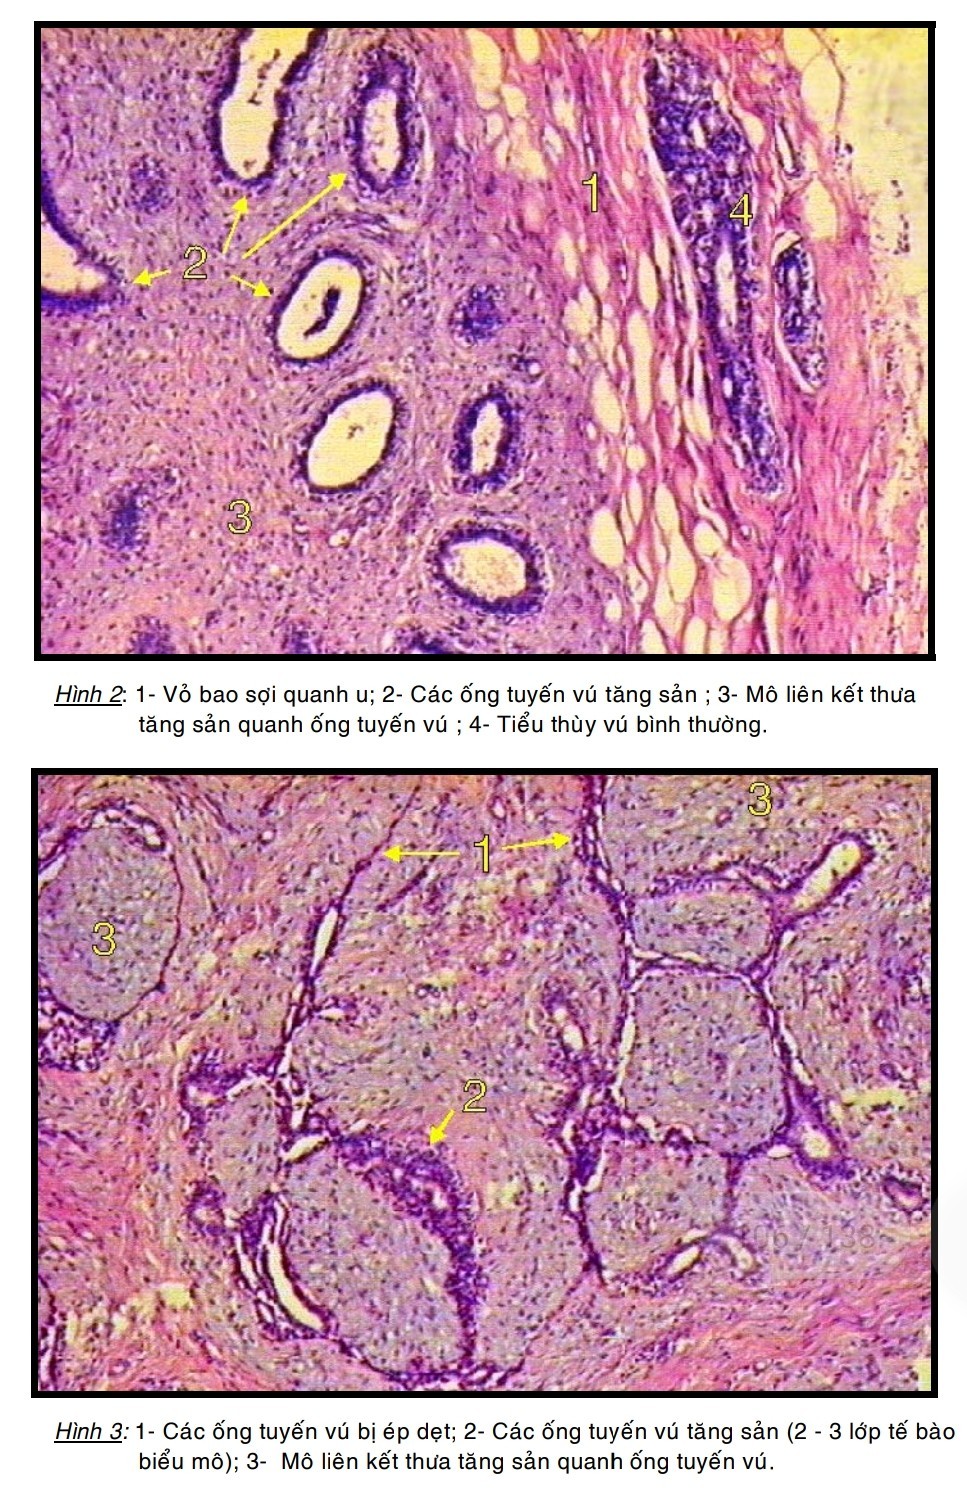 1
4
2
3
Hình 2: 1- Vỏ bao sợi quanh u; 2- Các ống tuyến vú tăng sản ; 3- Mô liên kết thưa
tăng sản quanh ống tuyến vú ; 4- Tiểu thùy vú bình thường.
3
1
3
2
Hình 3: 1- Các ống tuyến vú bị ép dẹt; 2- Các ống tuyến vú tăng sản (2 - 3 lớp tế bào
biểu mô); 3- Mô liên kết thưa tăng sản quanh ống tuyến vú.